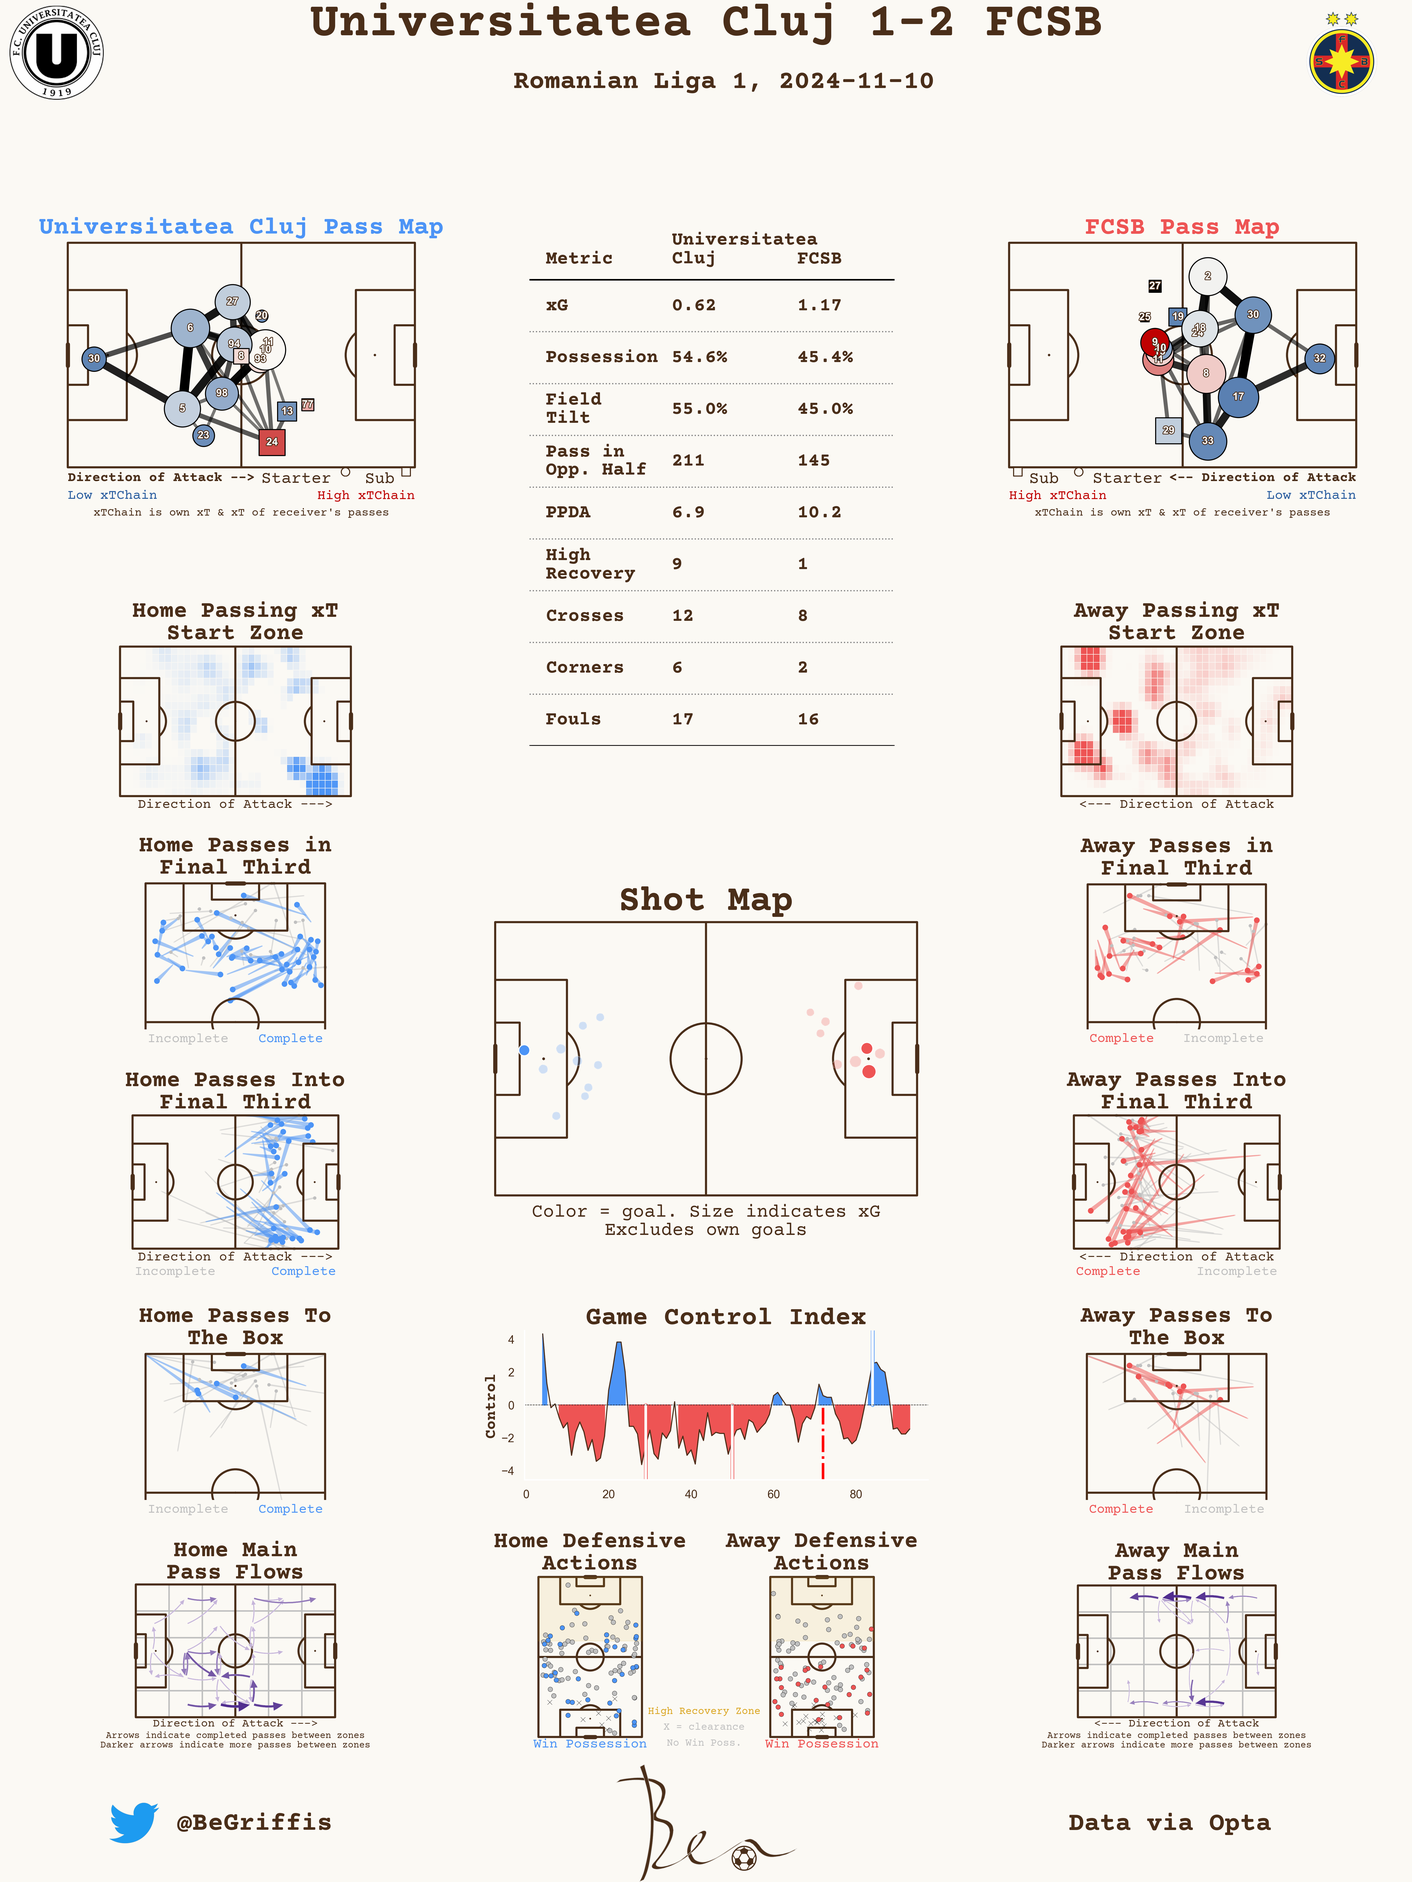 Universitatea Cluj 1-2 FCSB
Romanian Liga 1, 2024-11-10
F.C. UNIVERSITATEA CLUJ
U
1919
F
S B
C
Universitatea Cluj Pass Map
27
20
6
94
11
10
8
93
30
98
5
13
77
23
24
Direction of Attack --> Starter Sub
Low xTChain High xTChain
xTChain is own xT & xT of receiver's passes
Metric Universitatea Cluj FCSB
xG 0.62 1.17
Possession 54.6% 45.4%
Field Tilt 55.0% 45.0%
Pass in Opp. Half 211 145
PPDA 6.9 10.2
High Recovery 9 1
Crosses 12 8
Corners 6 2
Fouls 17 16
FCSB Pass Map
2
27
25
19
18
24
30
9
10
11
8
32
17
29
33
Sub Starter <-- Direction of Attack
High xTChain Low xTChain
xTChain is own xT & xT of receiver's passes
Home Passing xT
Start Zone
Direction of Attack --->
Away Passing xT
Start Zone
<--- Direction of Attack
Home Passes in
Final Third
Incomplete Complete
Away Passes in
Final Third
Complete Incomplete
Shot Map
Color = goal. Size indicates xG
Excludes own goals
Home Passes Into
Final Third
Direction of Attack --->
Incomplete Complete
Away Passes Into
Final Third
<--- Direction of Attack
Complete Incomplete
Home Passes To
The Box
Incomplete Complete
Game Control Index
Control
4
2
0
−2
−4
0 20 40 60 80
Away Passes To
The Box
Complete Incomplete
Home Main
Pass Flows
Direction of Attack --->
Arrows indicate completed passes between zones
Darker arrows indicate more passes between zones
Home Defensive
Actions
Win Possession
Away Defensive
Actions
Win Possession
High Recovery Zone
X = clearance
No Win Poss.
Away Main
Pass Flows
<--- Direction of Attack
Arrows indicate completed passes between zones
Darker arrows indicate more passes between zones
@BeGriffis
Ben
Data via Opta